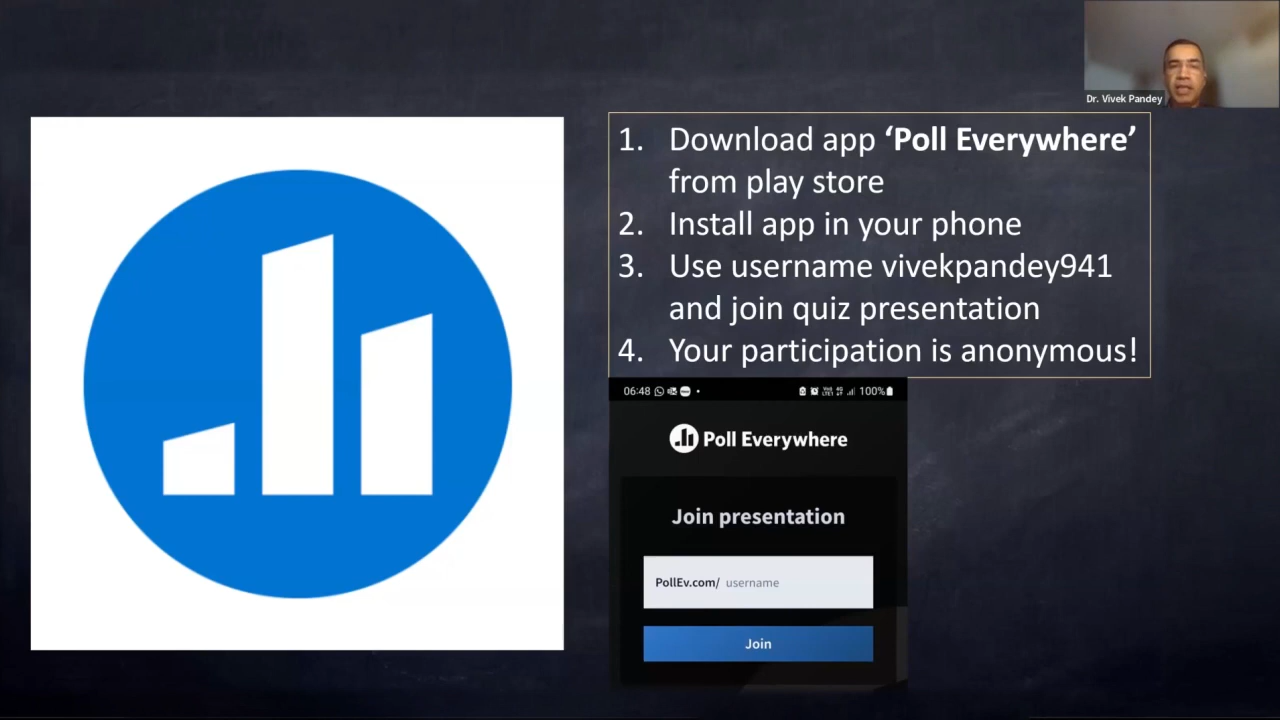 Dr. Vivek Pandey
1. Download app ‘Poll Everywhere’
from play store
2. Install app in your phone
3. Use username vivekpandey941
and join quiz presentation
4. Your participation is anonymous!
06:48 100%
Poll Everywhere
Join presentation
PollEv.com/ username
Join